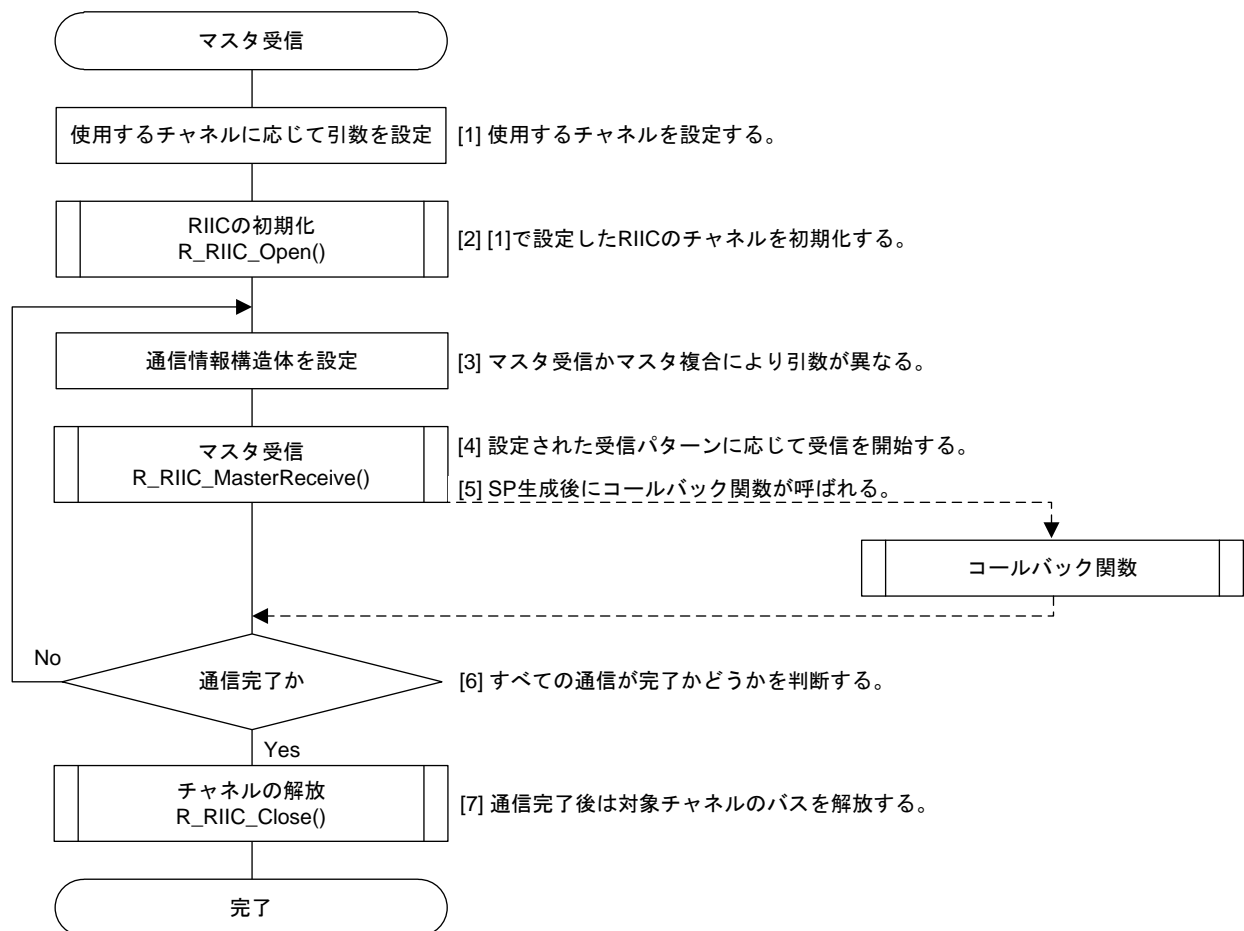 マスタ受信
使用するチャネルに応じて引数を設定
[1] 使用するチャネルを設定する。
RIICの初期化
R_RIIC_Open()
[2] [1]で設定したRIICのチャネルを初期化する。
通信情報構造体を設定
[3] マスタ受信かマスタ複合により引数が異なる。
マスタ受信
R_RIIC_MasterReceive()
[4] 設定された受信パターンに応じて受信を開始する。
[5] SP生成後にコールバック関数が呼ばれる。
コールバック関数
No
通信完了か
[6] すべての通信が完了かどうかを判断する。
Yes
チャネルの解放
R_RIIC_Close()
[7] 通信完了後は対象チャネルのバスを解放する。
完了